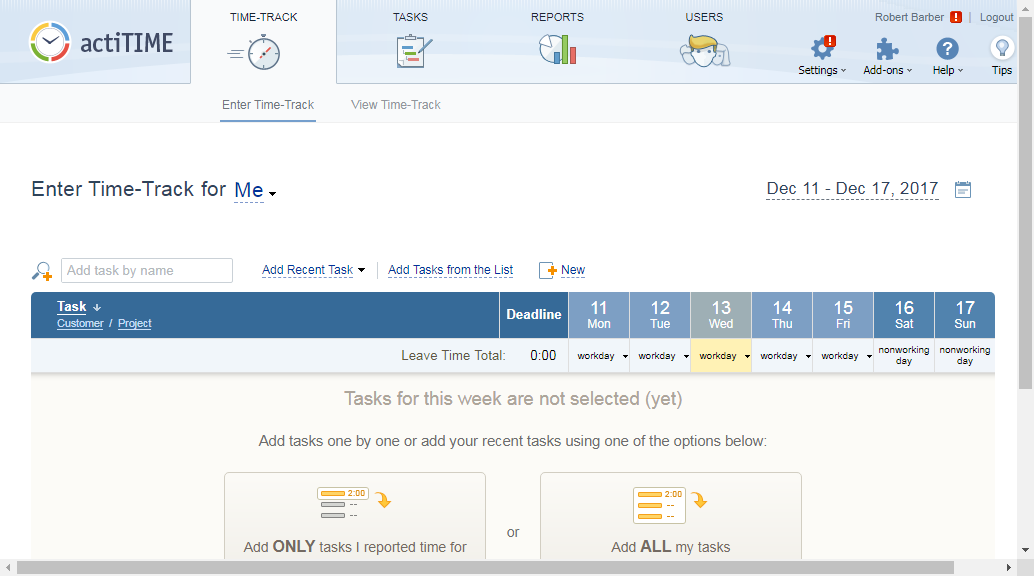 actiTIME
TIME-TRACK
TASKS
REPORTS
USERS
Robert Barber ! | Logout
Settings
Add-ons
? Help
Tips
Enter Time-Track
View Time-Track
Enter Time-Track for Me
Dec 11 - Dec 17, 2017
Add task by name
Add Recent Task
Add Tasks from the List
New
Task ↓
Customer / Project
Deadline
11 Mon
12 Tue
13 Wed
14 Thu
15 Fri
16 Sat
17 Sun
Leave Time Total: 0:00
workday
workday
workday
workday
workday
nonworking day
nonworking day
Tasks for this week are not selected (yet)
Add tasks one by one or add your recent tasks using one of the options below:
2:00
--
--
Add ONLY tasks I reported time for
or
2:00
--
--
Add ALL my tasks